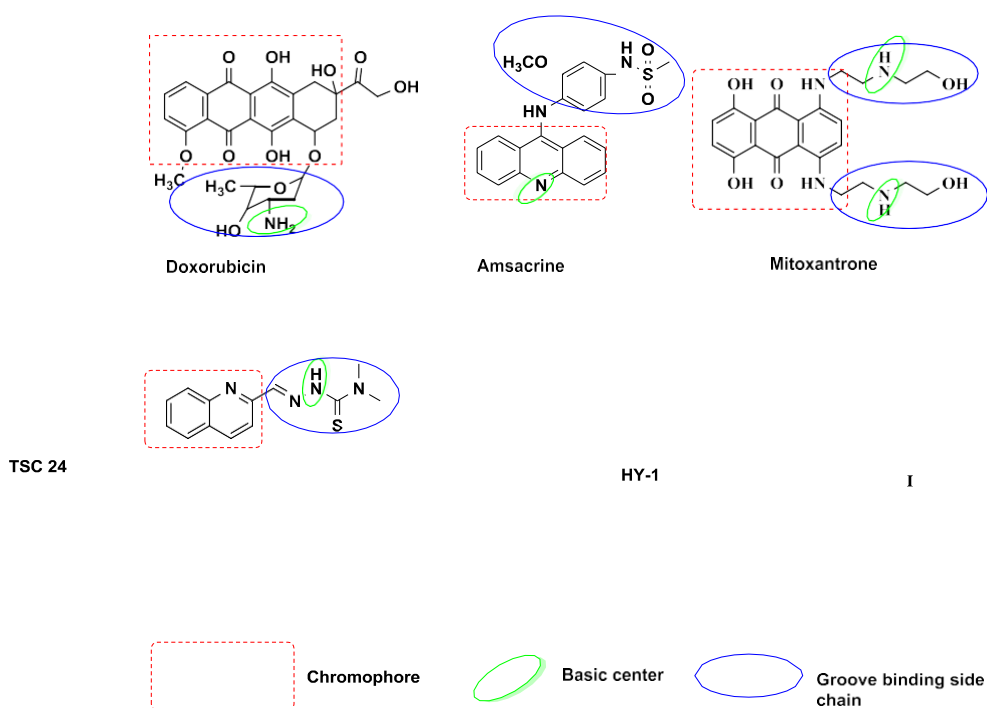 O
OH
HO
O
OH
O
O
OH
O
H₃C
H₃C
O
HO
NH₂
Doxorubicin
H₃CO
H
N
O
S
O
HN
N
Amsacrine
OH
O
HN
H
N
OH
OH
O
HN
N
H
OH
Mitoxantrone
N
N
H
N
N
S
TSC 24
HY-1
I
Chromophore
Basic center
Groove binding side
chain